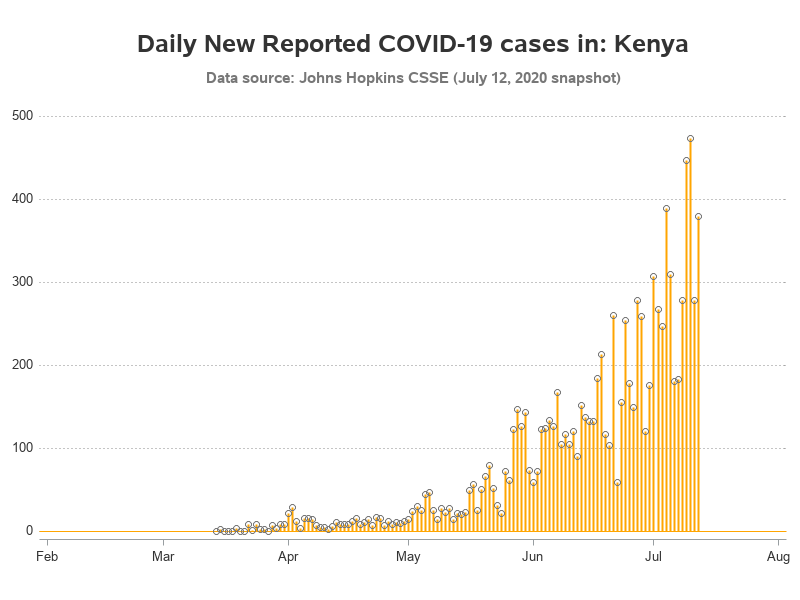 Daily New Reported COVID-19 cases in: Kenya
Data source: Johns Hopkins CSSE (July 12, 2020 snapshot)
500
400
300
200
100
0
Feb Mar Apr May Jun Jul Aug